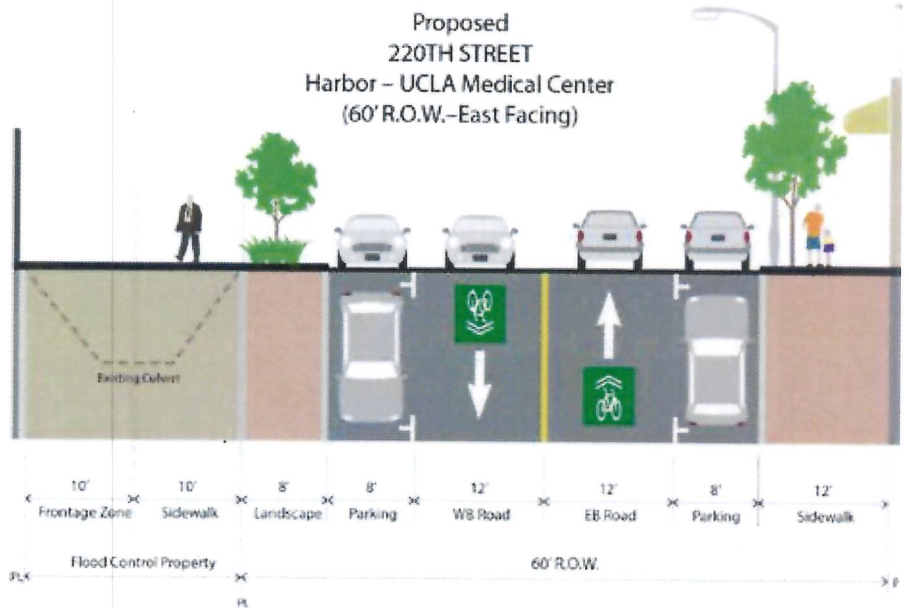 Proposed
220TH STREET
Harbor – UCLA Medical Center
(60' R.O.W.–East Facing)
Existing Culvert
10' 10' 8' 8' 12' 12' 8' 12'
Frontage Zone Sidewalk Landscape Parking WB Road EB Road Parking Sidewalk
Flood Control Property 60' R.O.W.
PL
PL